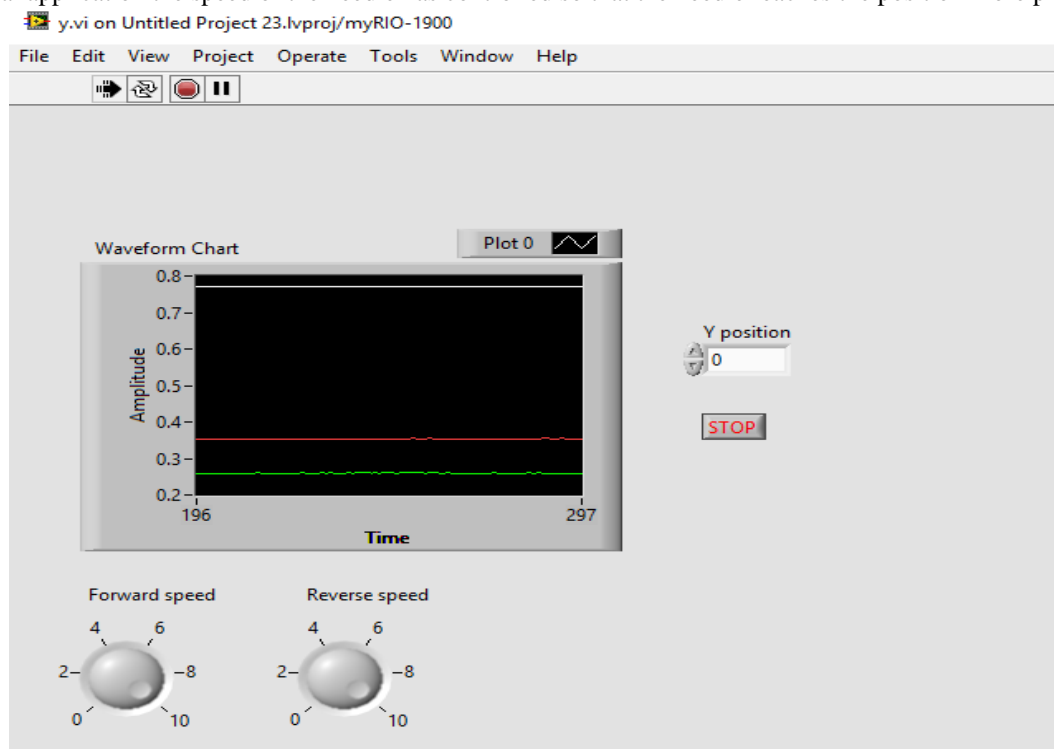 y.vi on Untitled Project 23.lvproj/myRIO-1900
File Edit View Project Operate Tools Window Help
Waveform Chart
Plot 0
0.8
0.7
0.6
0.5
0.4
0.3
0.2
Amplitude
196
297
Time
Y position
0
STOP
Forward speed
0
2
4
6
8
10
Reverse speed
0
2
4
6
8
10